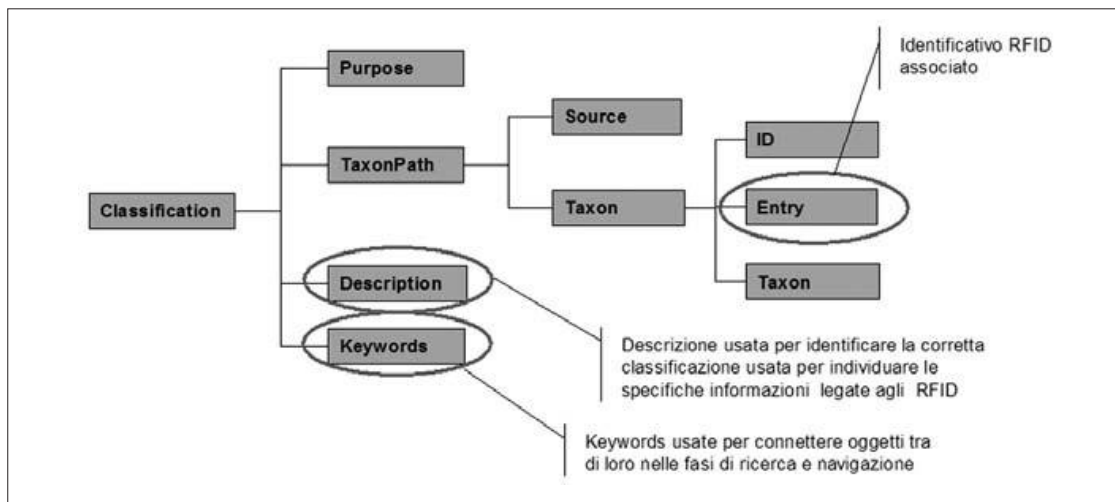 Identificativo RFID
associato
Purpose
Source
ID
TaxonPath
Classification
Taxon
Entry
Description
Taxon
Keywords
Descrizione usata per identificare la corretta
classificazione usata per individuare le
specifiche informazioni legate agli RFID
Keywords usate per connettere oggetti tra
di loro nelle fasi di ricerca e navigazione